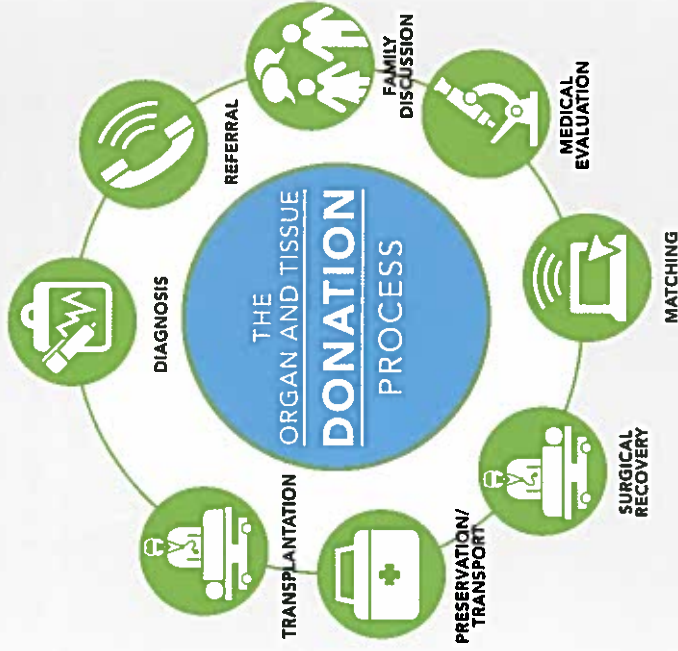 THE
ORGAN AND TISSUE
DONATION
PROCESS
DIAGNOSIS
REFERRAL
FAMILY
DISCUSSION
MEDICAL
EVALUATION
MATCHING
SURGICAL
RECOVERY
PRESERVATION/
TRANSPORT
TRANSPLANTATION